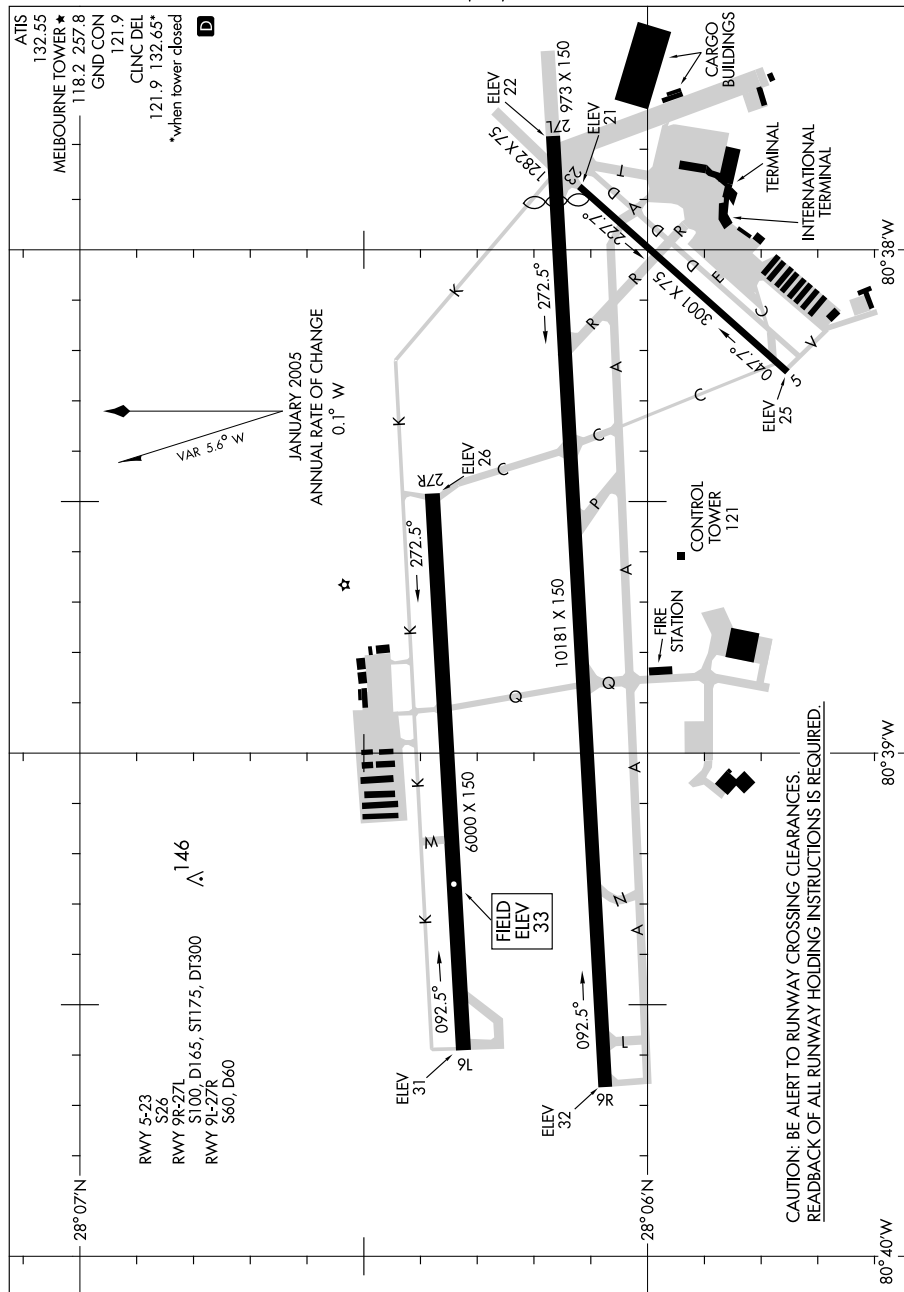 ATIS
132.55
MELBOURNE TOWER ★
118.2 257.8
GND CON
121.9
CLNC DEL
121.9 132.65*
*when tower closed
D
RWY 5-23
S26
RWY 9R-27L
S100, D165, ST175, DT300
RWY 9L-27R
S60, D60
146
VAR 5.6° W
JANUARY 2005
ANNUAL RATE OF CHANGE
0.1° W
28°07'N
28°06'N
80°40'W
80°39'W
80°38'W
ELEV
31
9L
092.5°
FIELD
ELEV
33
6000 X 150
272.5°
27R
ELEV
26
ELEV
32
9R
092.5°
10181 X 150
272.5°
27L
ELEV
22
973 X 150
1282 X 75
23
ELEV
21
227.7°
3001 X 75
047.7°
5
ELEV
25
K
K
K
K
K
K
W
Q
Q
C
C
C
C
P
A
A
A
A
A
A
N
L
R
R
R
D
D
D
E
T
V
FIRE
STATION
CONTROL
TOWER
121
CARGO
BUILDINGS
TERMINAL
INTERNATIONAL
TERMINAL
CAUTION: BE ALERT TO RUNWAY CROSSING CLEARANCES.
READBACK OF ALL RUNWAY HOLDING INSTRUCTIONS IS REQUIRED.